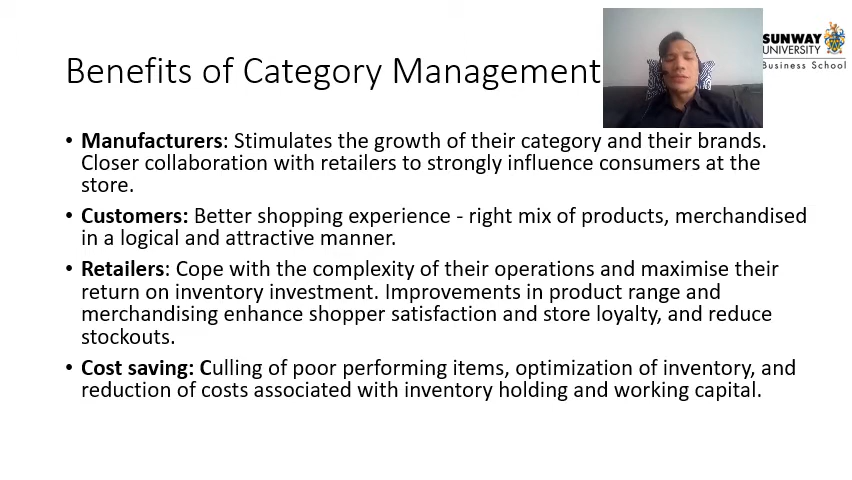 SUNWAY
UNIVERSITY
Business School
Benefits of Category Management
• Manufacturers: Stimulates the growth of their category and their brands.
Closer collaboration with retailers to strongly influence consumers at the
store.
• Customers: Better shopping experience - right mix of products, merchandised
in a logical and attractive manner.
• Retailers: Cope with the complexity of their operations and maximise their
return on inventory investment. Improvements in product range and
merchandising enhance shopper satisfaction and store loyalty, and reduce
stockouts.
• Cost saving: Culling of poor performing items, optimization of inventory, and
reduction of costs associated with inventory holding and working capital.